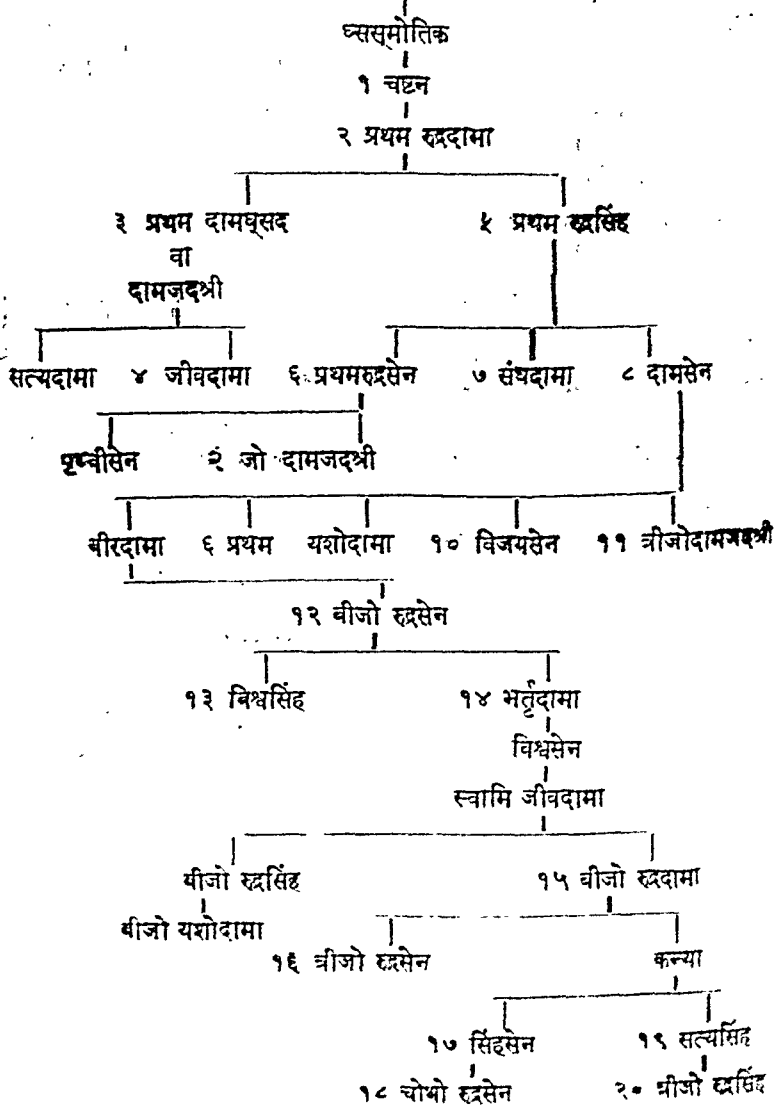 घ्सस्मोतिक
१ चष्टन
२ प्रथम रुद्रदामा
३ प्रथम दामघ्सद ५ प्रथम रुद्रसिंह
वा
दामजदश्री
सत्यदामा ४ जीवदामा ६ प्रथमरुद्रसेन ७ संघदामा ८ दामसेन
पृथ्वीसेन २ जो दामजदश्री
वीरदामा ६ प्रथम यशोदामा १० विजयसेन ११ त्रीजोदामजदश्री
१२ बीजो रुद्रसेन
१३ विश्वसिंह १४ भर्तृदामा
विश्वसेन
स्वामि जीवदामा
बीजो रुद्रसिंह १५ बीजो रुद्रदामा
बीजो यशोदामा
१६ त्रीजो रुद्रसेन कन्या
१७ सिंहसेन १९ सत्यसिंह
१८ चोथो रुद्रसेन २० त्रीजो रुद्रसिंह